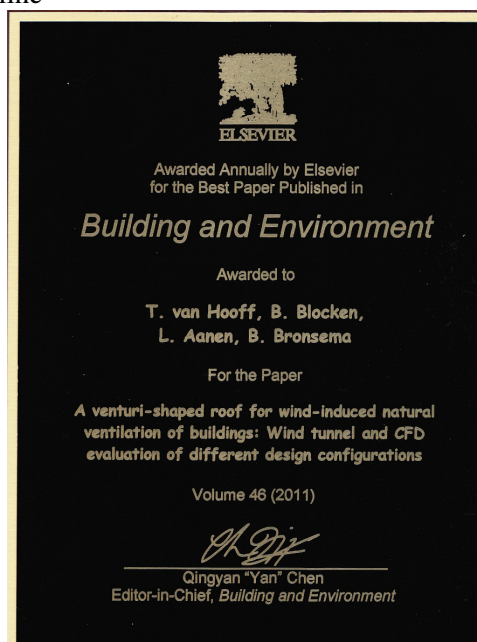 ELSEVIER
Awarded Annually by Elsevier
for the Best Paper Published in
Building and Environment
Awarded to
T. van Hooff, B. Blocken,
L. Aanen, B. Bronsema
For the Paper
A venturi-shaped roof for wind-induced natural
ventilation of buildings: Wind tunnel and CFD
evaluation of different design configurations
Volume 46 (2011)
Qingyan "Yan" Chen
Editor-in-Chief, Building and Environment